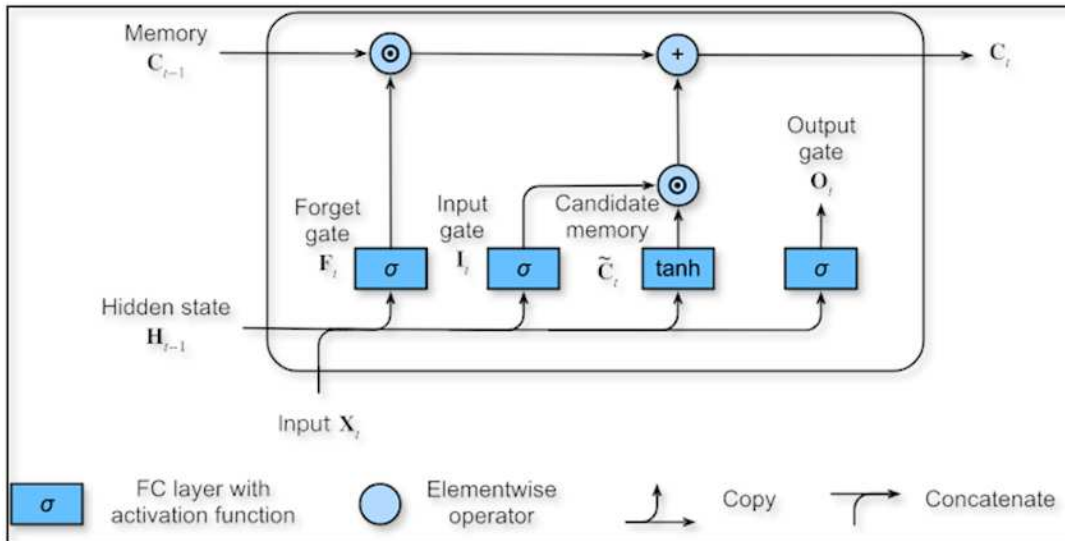 Memory
C_{t-1}
⊙
+
C_t
Output
gate
O_t
⊙
Forget
gate
F_t
Input
gate
I_t
Candidate
memory
C̃_t
σ
σ
tanh
σ
Hidden state
H_{t-1}
Input X_t
σ
FC layer with
activation function
Elementwise
operator
Copy
Concatenate